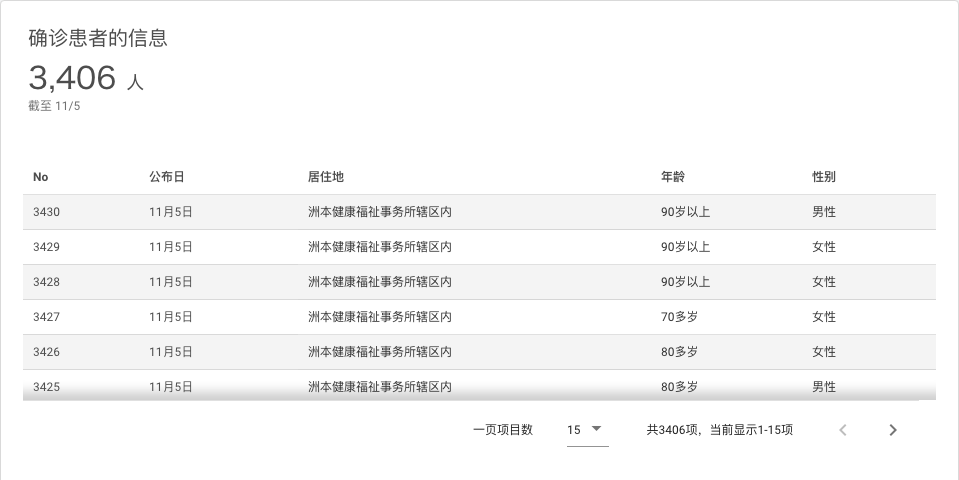 确诊患者的信息
3,406 人
截至 11/5
No 公布日 居住地 年龄 性别
3430 11月5日 洲本健康福祉事务所辖区内 90岁以上 男性
3429 11月5日 洲本健康福祉事务所辖区内 90岁以上 女性
3428 11月5日 洲本健康福祉事务所辖区内 90岁以上 女性
3427 11月5日 洲本健康福祉事务所辖区内 70多岁 女性
3426 11月5日 洲本健康福祉事务所辖区内 80多岁 女性
3425 11月5日 洲本健康福祉事务所辖区内 80多岁 男性
一页项目数 15 共3406项，当前显示1-15项